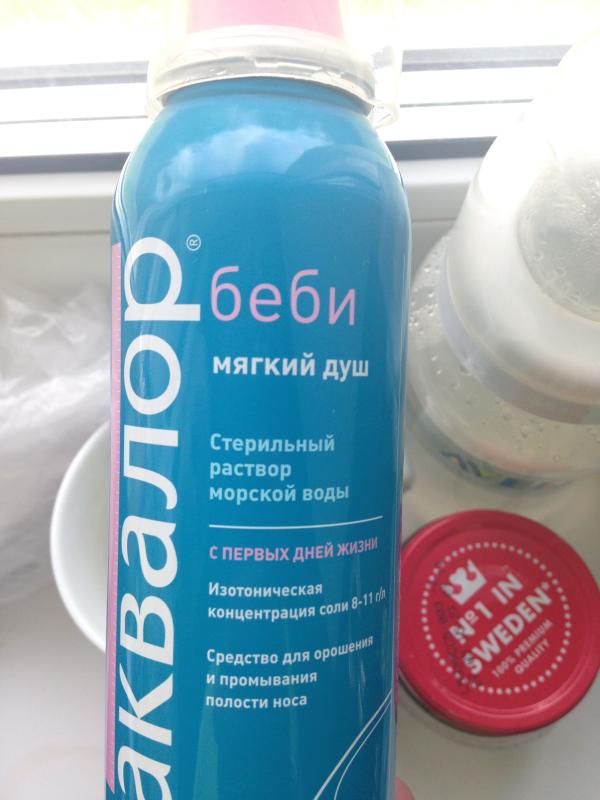 аквалор®
беби
мягкий душ
Стерильный
раствор
морской воды
С ПЕРВЫХ ДНЕЙ ЖИЗНИ
Изотоническая
концентрация соли 8-11 г/л
Средство для орошения
и промывания
полости носа
Nº1 IN
SWEDEN*
100% PREMIUM
QUALITY